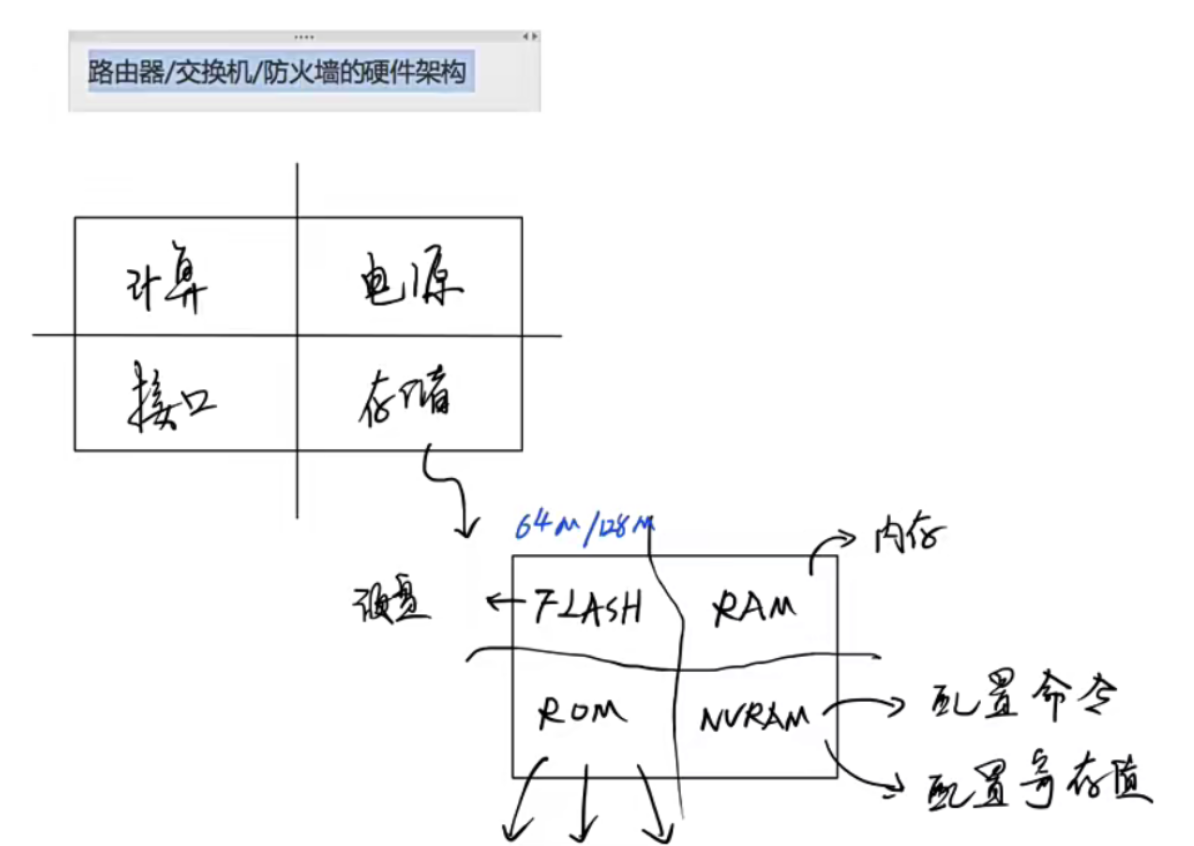 路由器/交换机/防火墙的硬件架构
计算 电源
接口 存储
64M/128M
内存
硬盘 FLASH RAM
ROM NVRAM 配置命令
配置寄存值